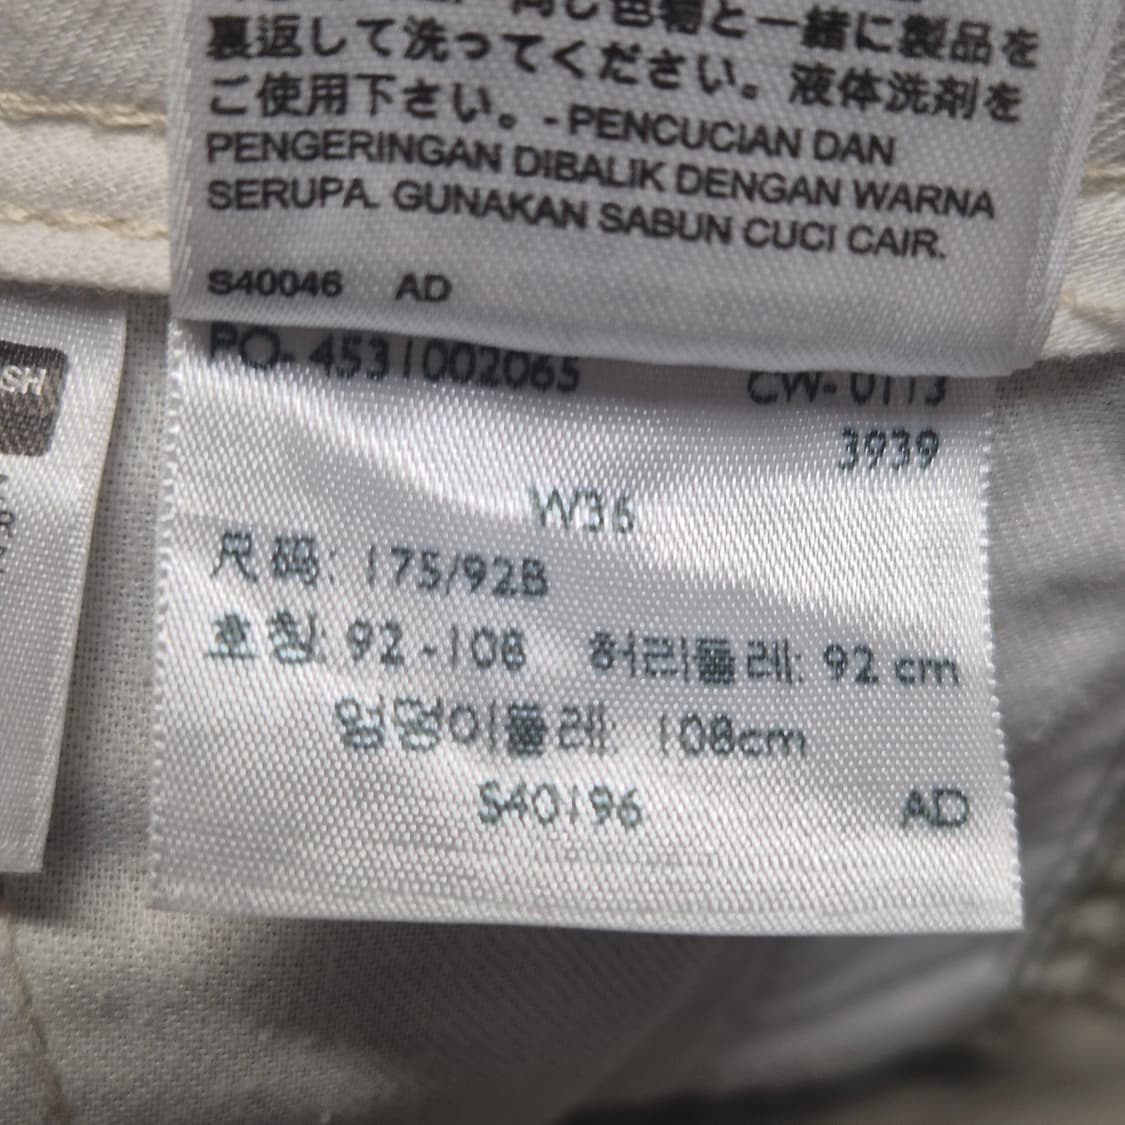 同じ色物と一緒に製品を
裏返して洗ってください。液体洗剤を
ご使用下さい。-PENCUCIAN DAN
PENGERINGAN DIBALIK DENGAN WARNA
SERUPA. GUNAKAN SABUN CUCI CAIR.
S40046 AD
PO- 4531002065 CW- 0113
3939
W36
尺码: 175/92B
호칭: 92-108 허리둘레: 92 cm
엉덩이둘레: 108cm
S40196 AD
SH